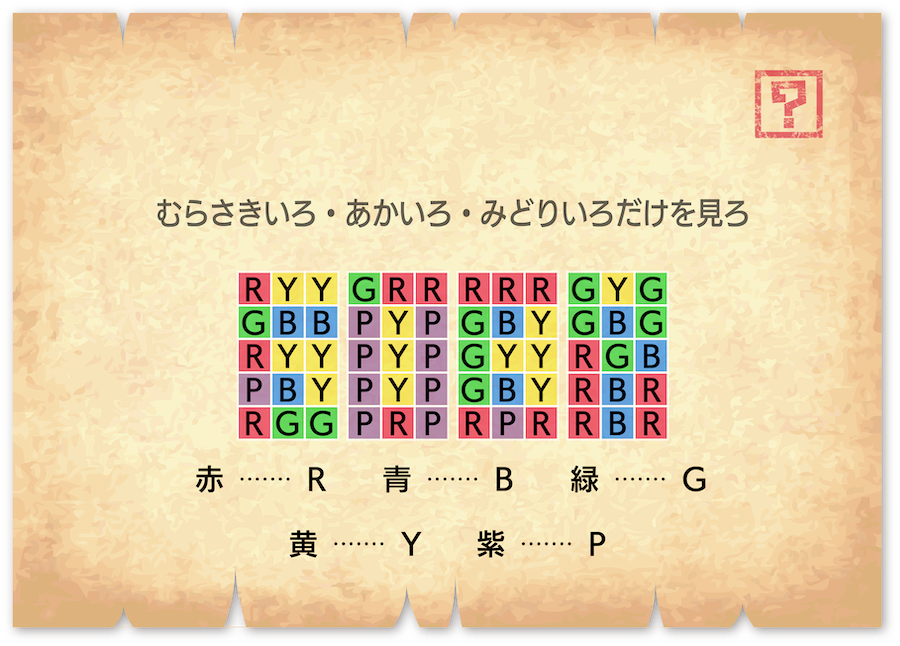 ?
むらさきいろ・あかいろ・みどりいろだけを見ろ
RYY GRR RRR GYG
GBB PYP GBY GBG
RYY PYP GYY RGB
PBY PYP GBY RBR
RGG PRP RPR RBR
赤 ……. R 青 ……. B 緑 ……. G
黄 ……. Y 紫 ……. P